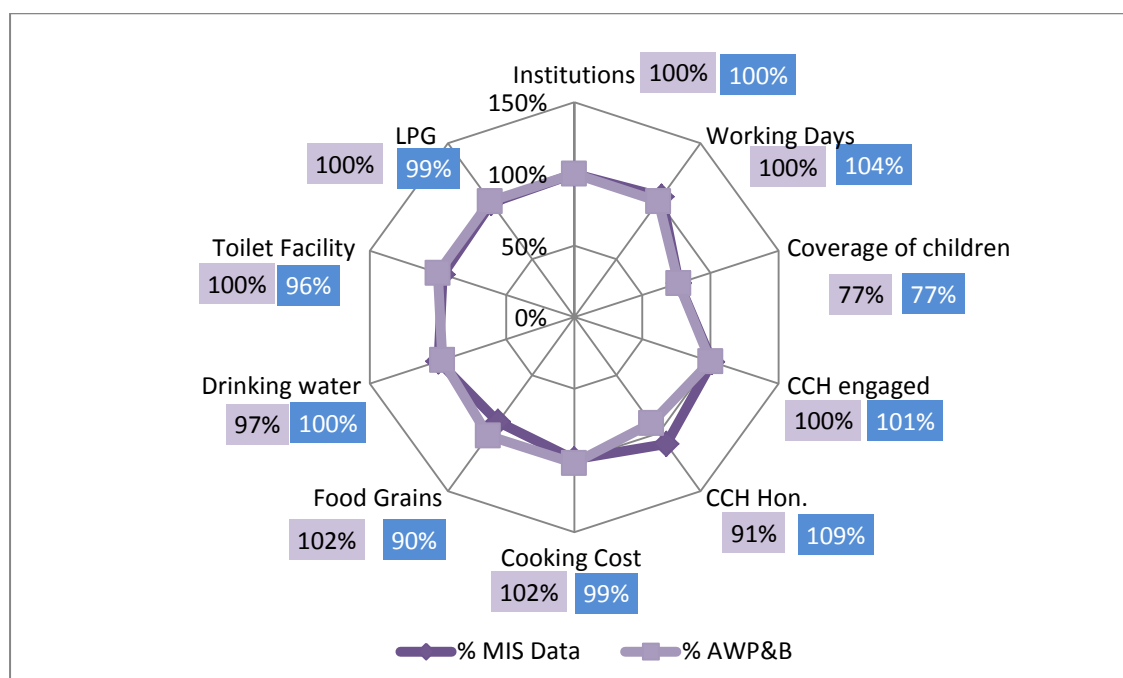 Institutions 100% 100%
150%
LPG
Working Days
100% 99%
100%
100% 104%
Toilet Facility
50%
Coverage of children
100% 96%
77% 77%
0%
Drinking water
CCH engaged
97% 100%
100% 101%
Food Grains
CCH Hon.
102% 90%
91% 109%
Cooking Cost
102% 99%
% MIS Data % AWP&B